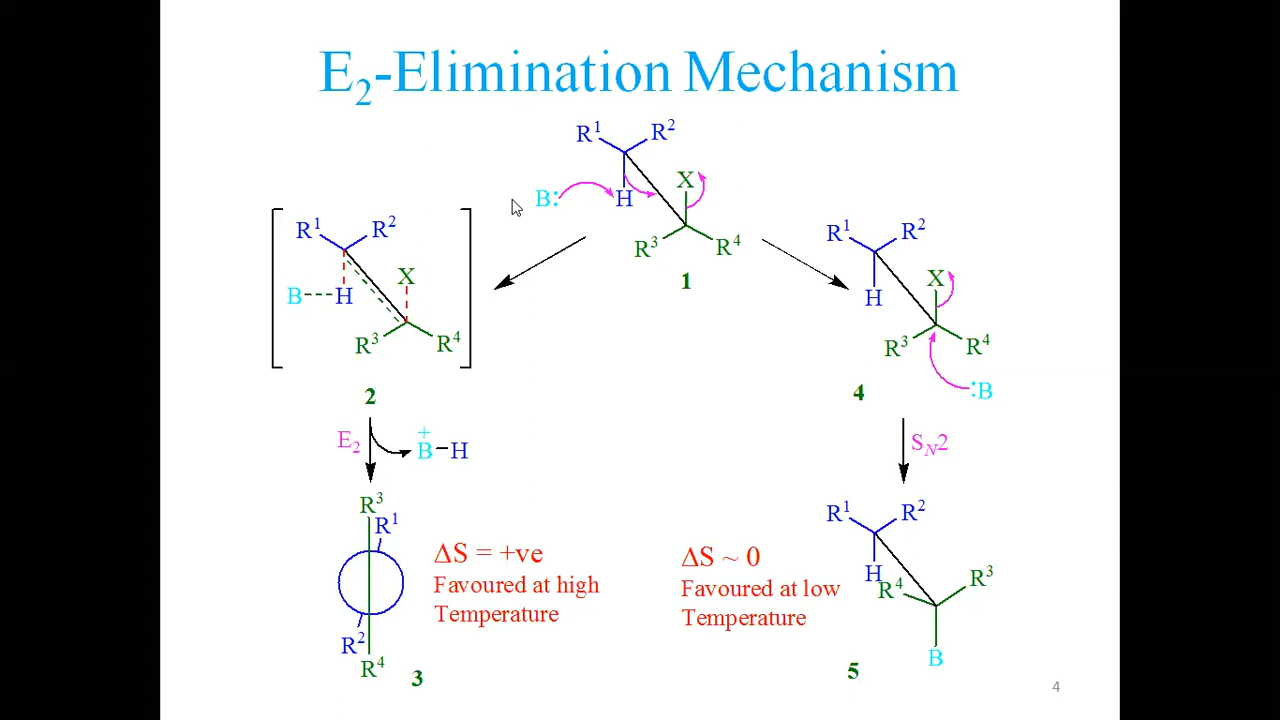 E₂-Elimination Mechanism
R¹ R²
B: H X
R³ R⁴
1
R¹ R²
B H X
R³ R⁴
2
R¹ R²
H X
R³ R⁴
:B
4
E₂
+
B–H
S_N2
R³
R¹
R²
R⁴
3
ΔS = +ve
Favoured at high
Temperature
ΔS ~ 0
Favoured at low
Temperature
R¹ R²
H
R⁴ R³
B
5
4